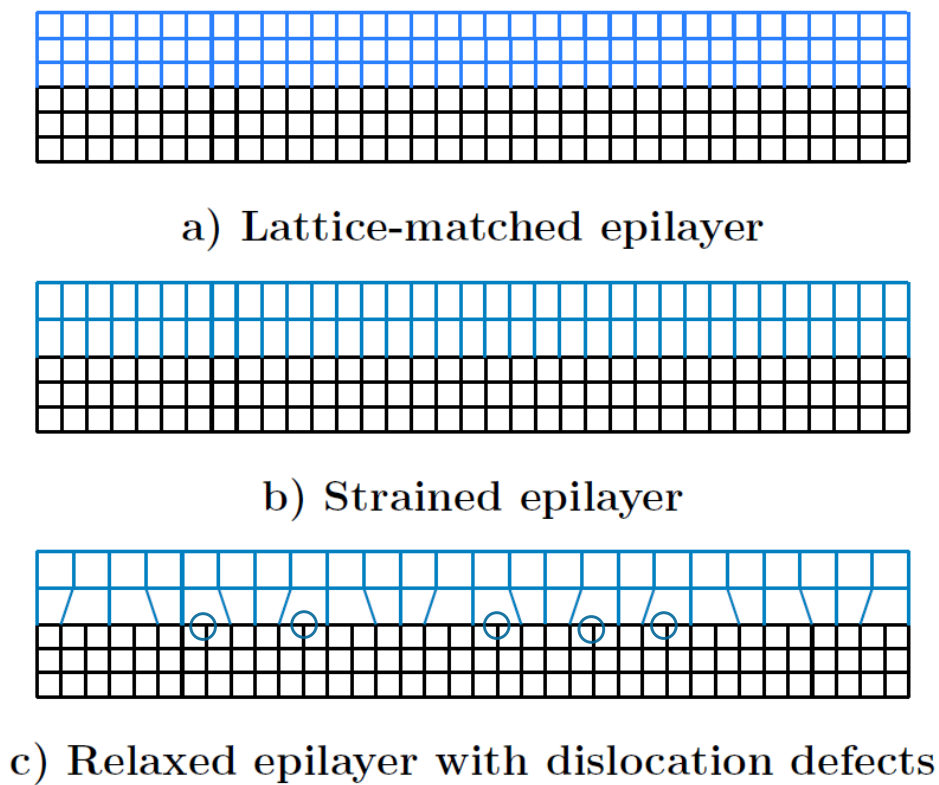 a) Lattice-matched epilayer
b) Strained epilayer
c) Relaxed epilayer with dislocation defects